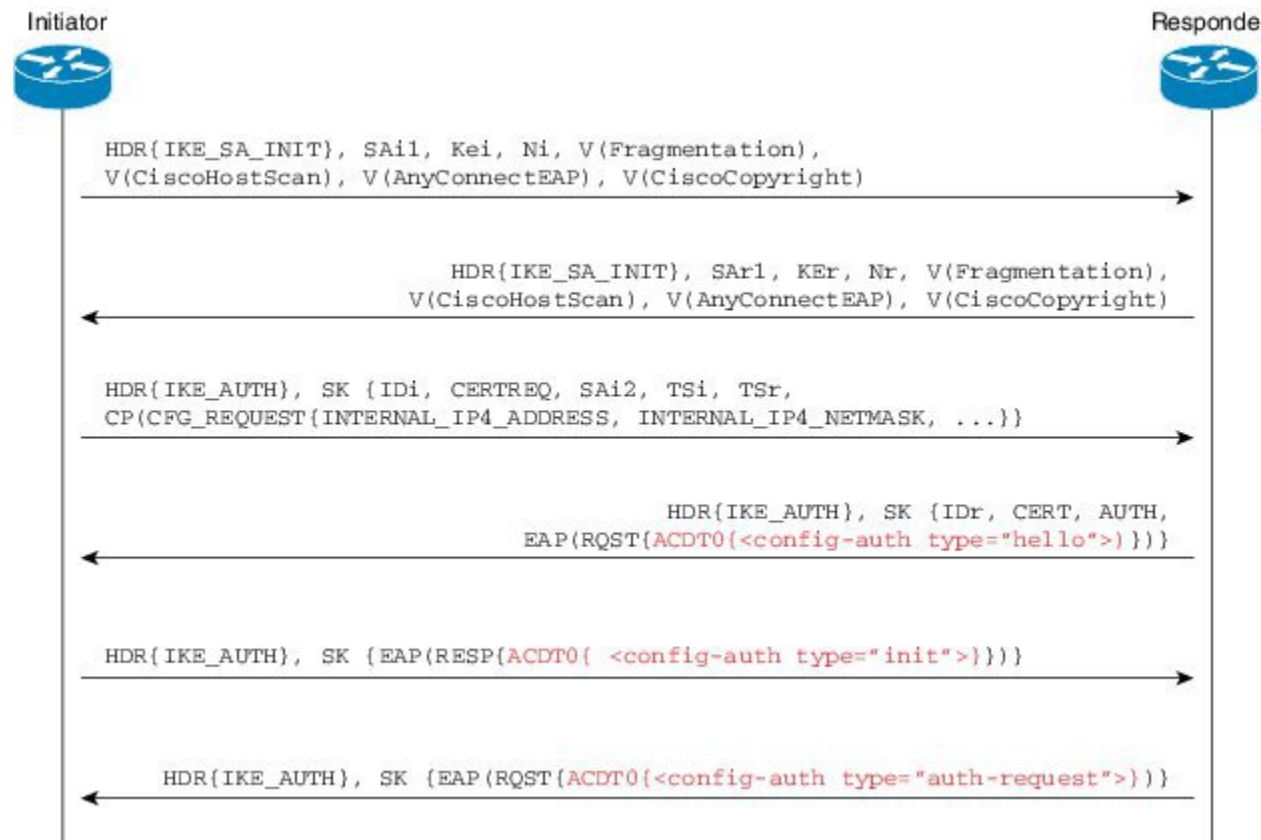 Initiator
Responde
HDR{IKE_SA_INIT}, SAi1, Kei, Ni, V(Fragmentation),
V(CiscoHostScan), V(AnyConnectEAP), V(CiscoCopyright)
HDR{IKE_SA_INIT}, SAr1, KEr, Nr, V(Fragmentation),
V(CiscoHostScan), V(AnyConnectEAP), V(CiscoCopyright)
HDR{IKE_AUTH}, SK {IDi, CERTREQ, SAi2, TSi, TSr,
CP(CFG_REQUEST{INTERNAL_IP4_ADDRESS, INTERNAL_IP4_NETMASK, ...}}
HDR{IKE_AUTH}, SK {IDr, CERT, AUTH,
EAP(RQST{ACDT0{<config-auth type="hello">)})}
HDR{IKE_AUTH}, SK {EAP(RESP{ACDT0{ <config-auth type="init">}})}
HDR{IKE_AUTH}, SK {EAP(RQST{ACDT0{<config-auth type="auth-request">})}